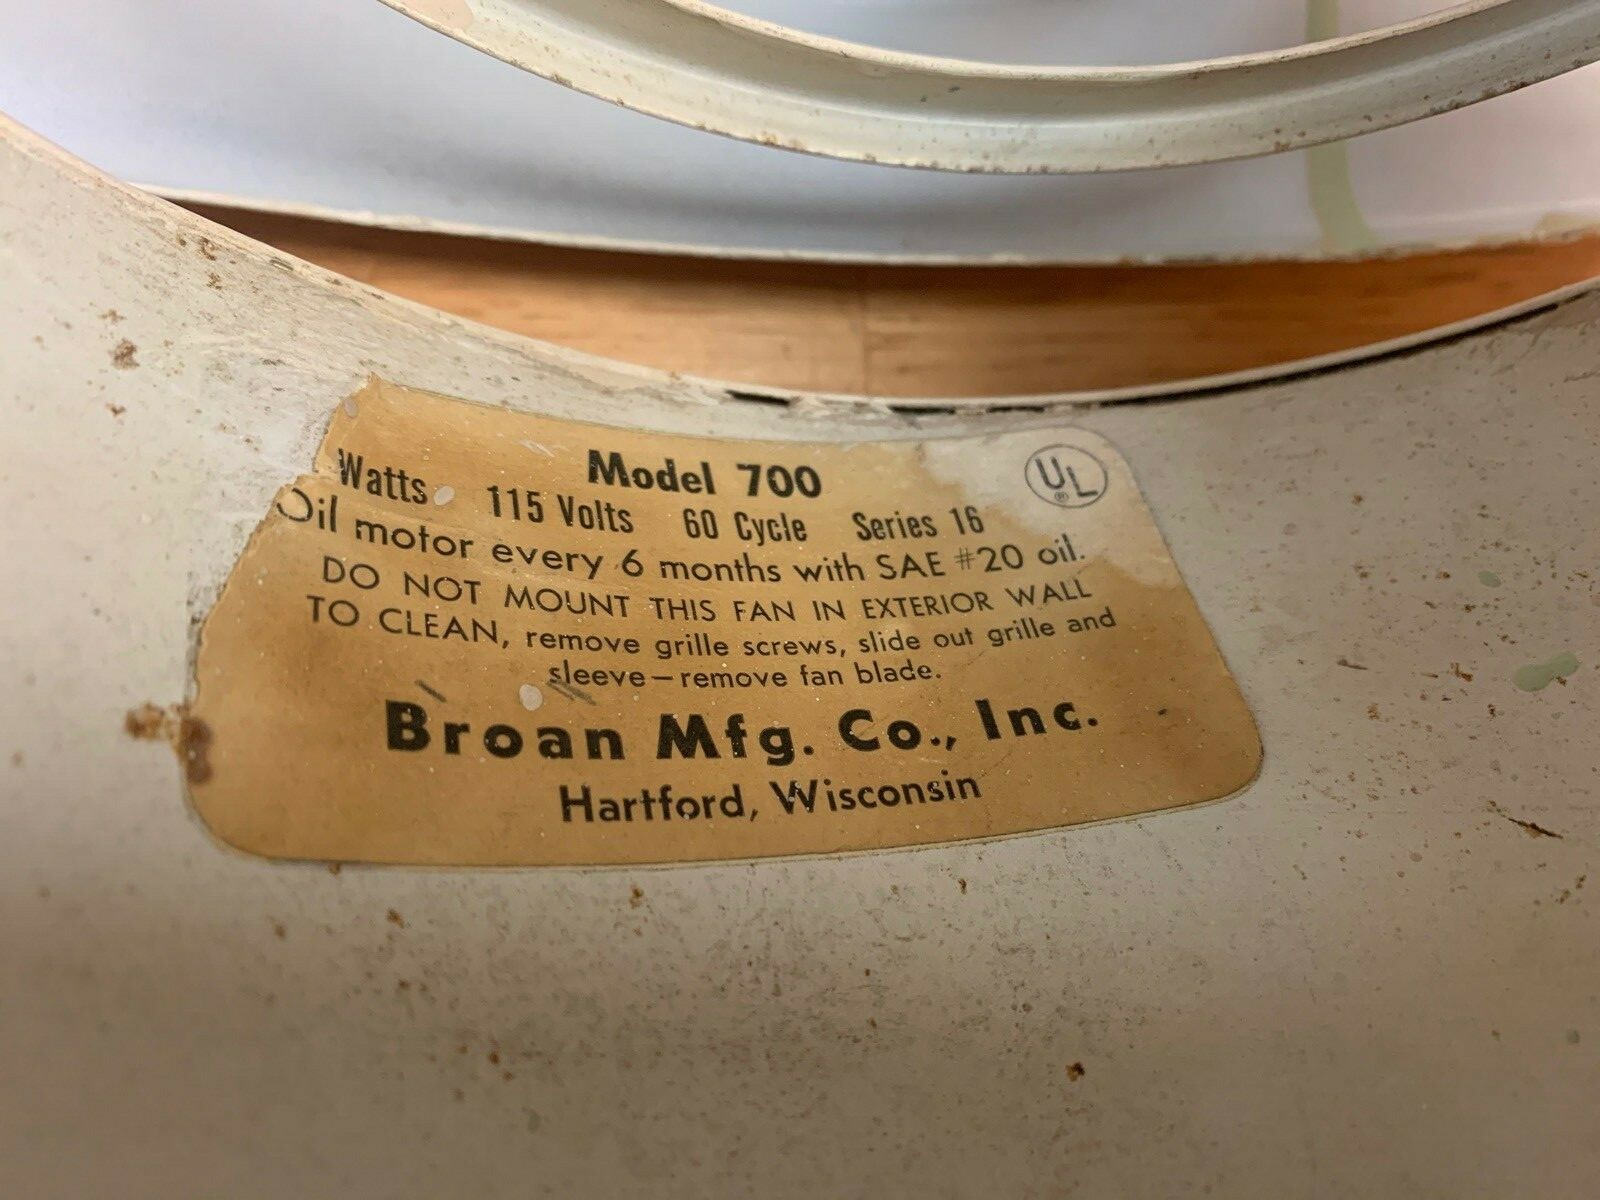 Model 700
UL ®
Watts 115 Volts 60 Cycle Series 16
Oil motor every 6 months with SAE #20 oil.
DO NOT MOUNT THIS FAN IN EXTERIOR WALL
TO CLEAN, remove grille screws, slide out grille and
sleeve—remove fan blade.
Broan Mfg. Co., Inc.
Hartford, Wisconsin